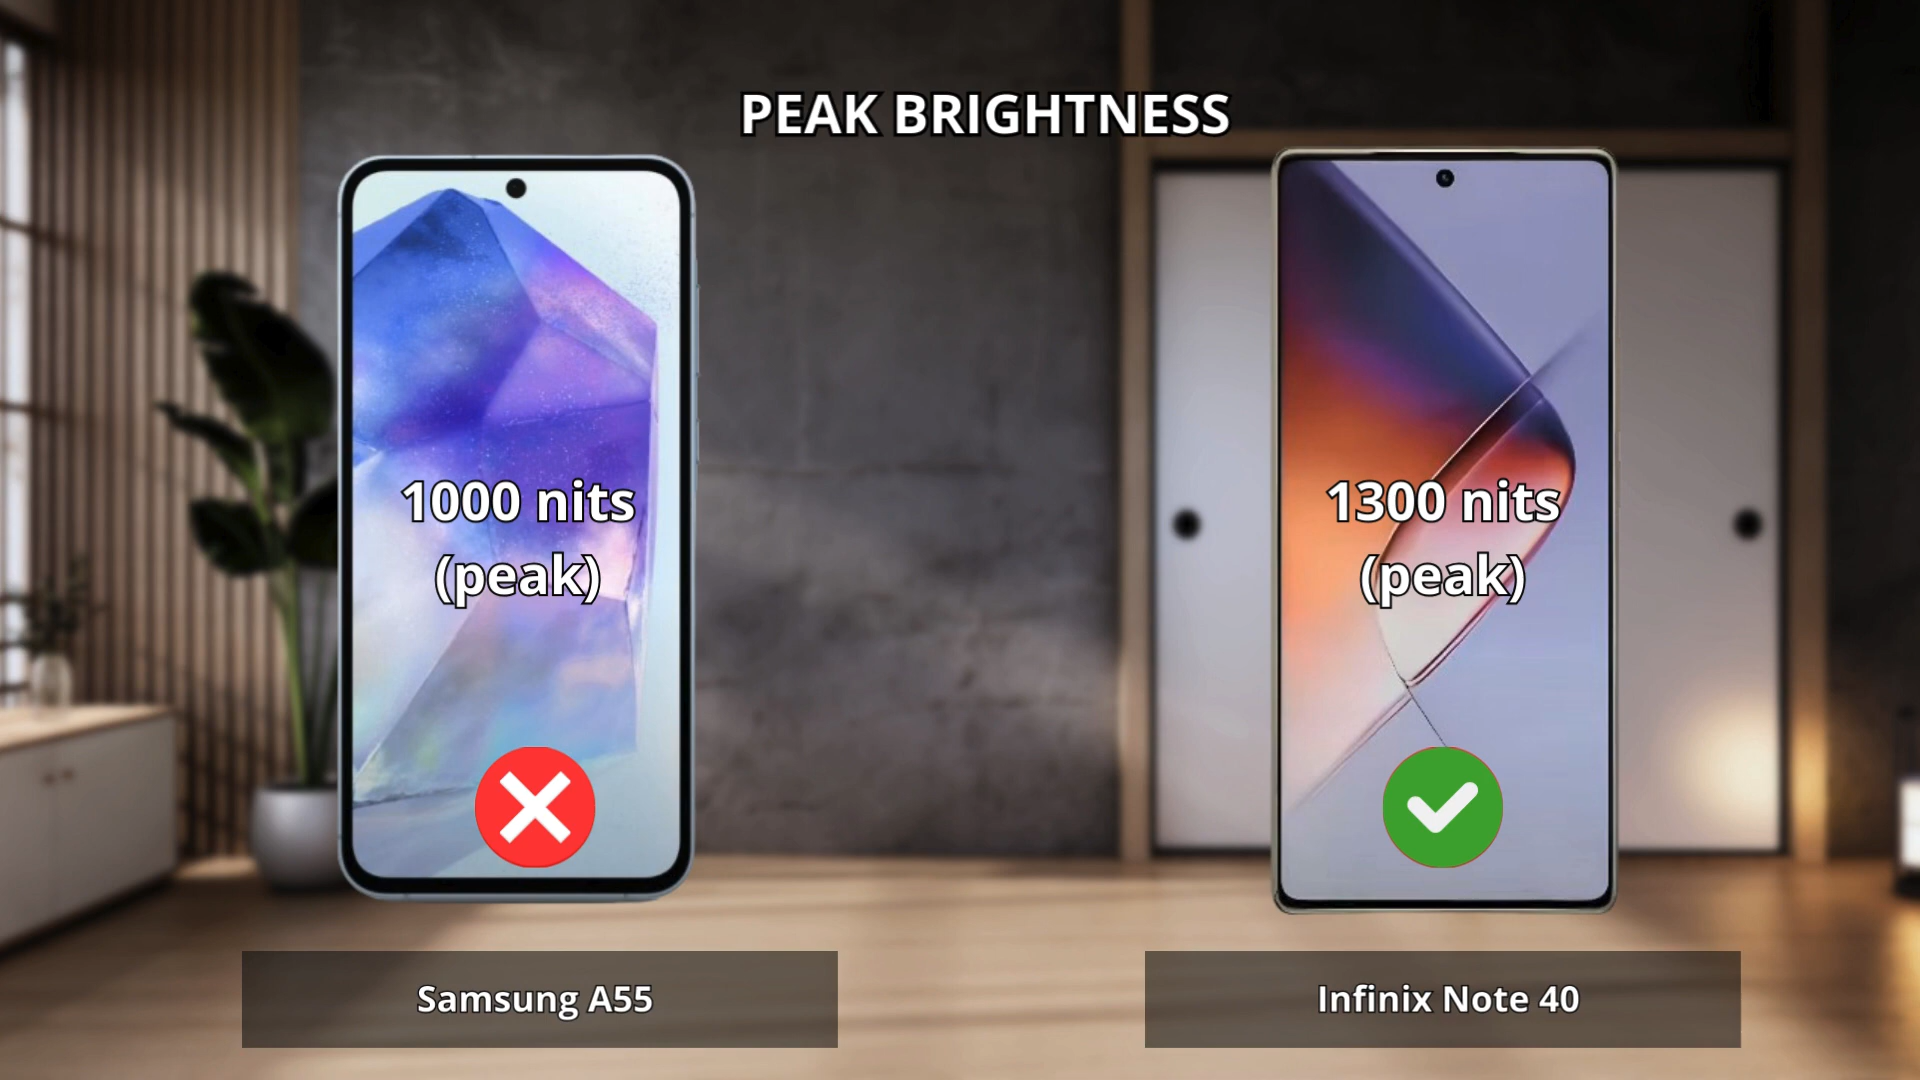 PEAK BRIGHTNESS
1000 nits
(peak)
1300 nits
(peak)
Samsung A55
Infinix Note 40